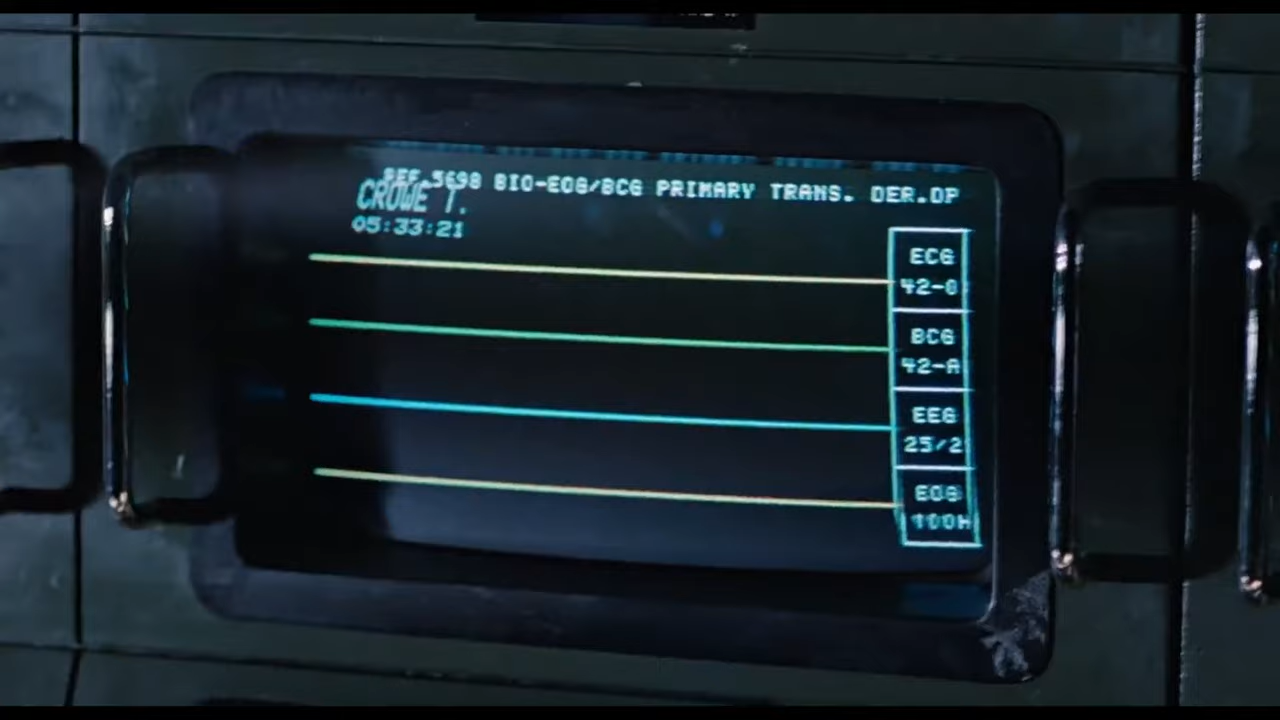 REF.5698 BIO-EOG/BCG PRIMARY TRANS. DER.DP
CROWE T.
05:33:21
ECG
42-0
BCG
42-A
EEG
25/2
EOG
100H